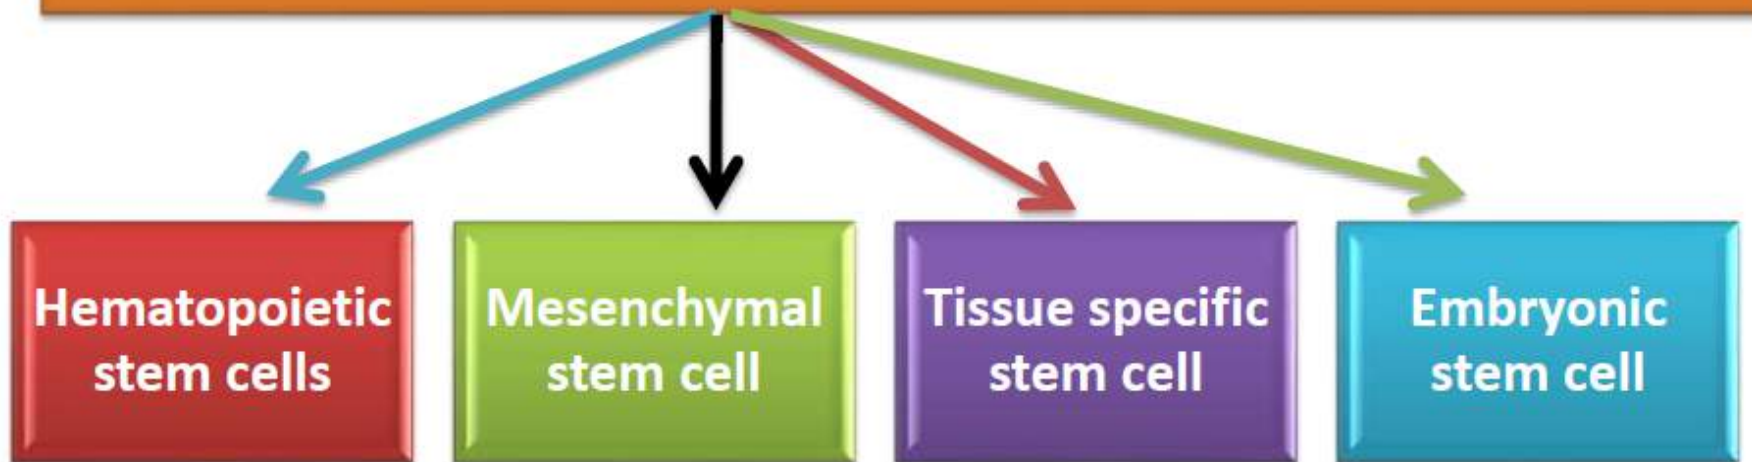 Hematopoietic
stem cells
Mesenchymal
stem cell
Tissue specific
stem cell
Embryonic
stem cell